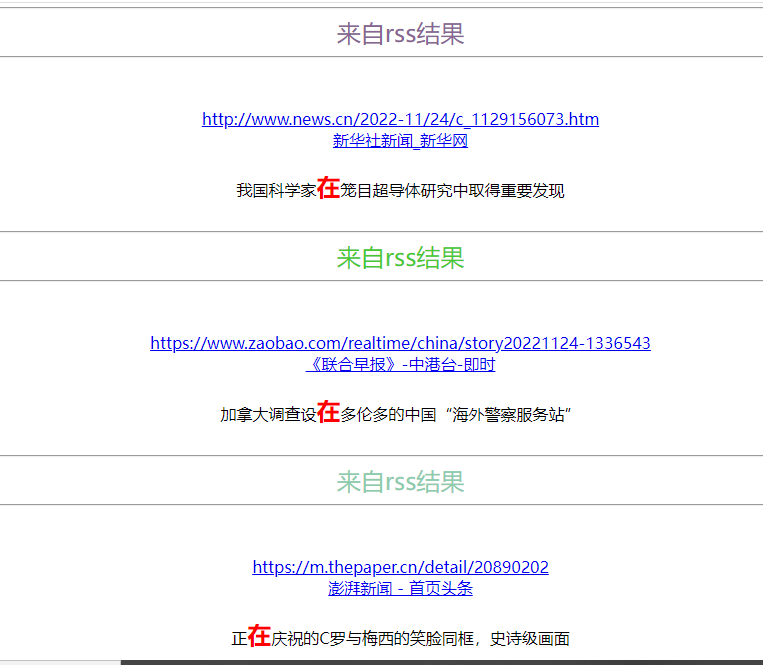 来自rss结果
http://www.news.cn/2022-11/24/c_1129156073.htm
新华社新闻_新华网
我国科学家在笼目超导体研究中取得重要发现
来自rss结果
https://www.zaobao.com/realtime/china/story20221124-1336543
《联合早报》-中港台-即时
加拿大调查设在多伦多的中国“海外警察服务站”
来自rss结果
https://m.thepaper.cn/detail/20890202
澎湃新闻 - 首页头条
正在庆祝的C罗与梅西的笑脸同框，史诗级画面